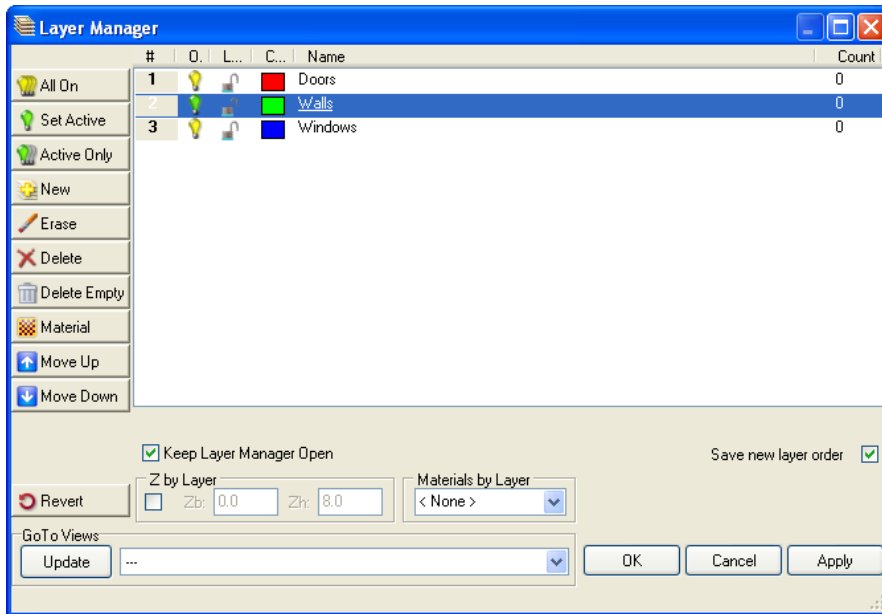 Layer Manager
# O. L... C... Name Count
1 Doors 0
2 Walls 0
3 Windows 0
All On
Set Active
Active Only
New
Erase
Delete
Delete Empty
Material
Move Up
Move Down
Keep Layer Manager Open
Save new layer order
Revert
Z by Layer
Zb: 0.0 Zh: 8.0
Materials by Layer
< None >
GoTo Views
Update ---
OK Cancel Apply